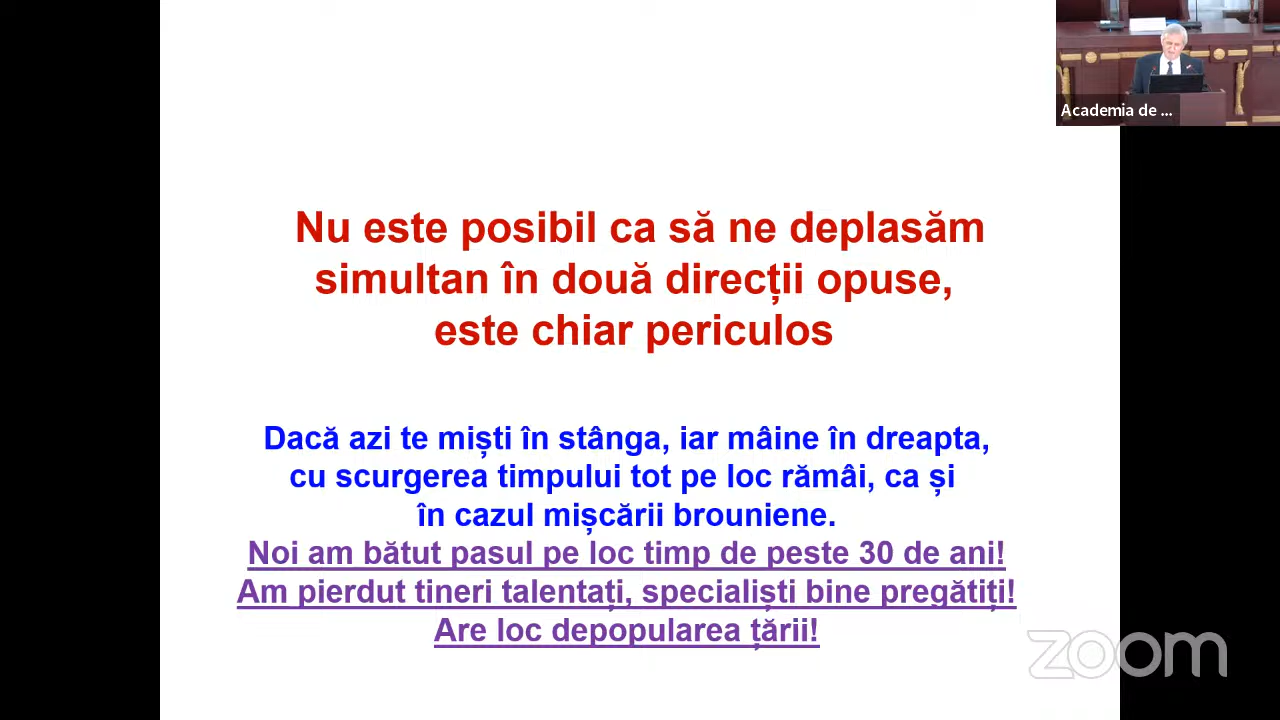 Academia de ...
Nu este posibil ca să ne deplasăm
simultan în două direcții opuse,
este chiar periculos
Dacă azi te miști în stânga, iar mâine în dreapta,
cu scurgerea timpului tot pe loc rămâi, ca și
în cazul mișcării brouniene.
Noi am bătut pasul pe loc timp de peste 30 de ani!
Am pierdut tineri talentați, specialiști bine pregătiți!
Are loc depopularea țării!
zoom